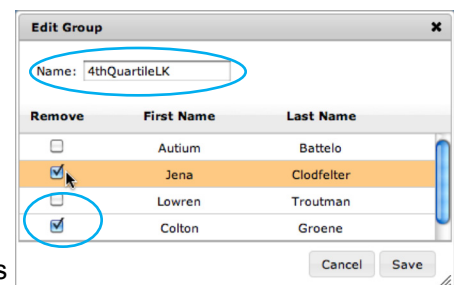 Edit Group x
Name: 4thQuartileLK
Remove First Name Last Name
Autium Battelo
Jena Clodfelter
Lowren Troutman
Colton Groene
Cancel Save
s